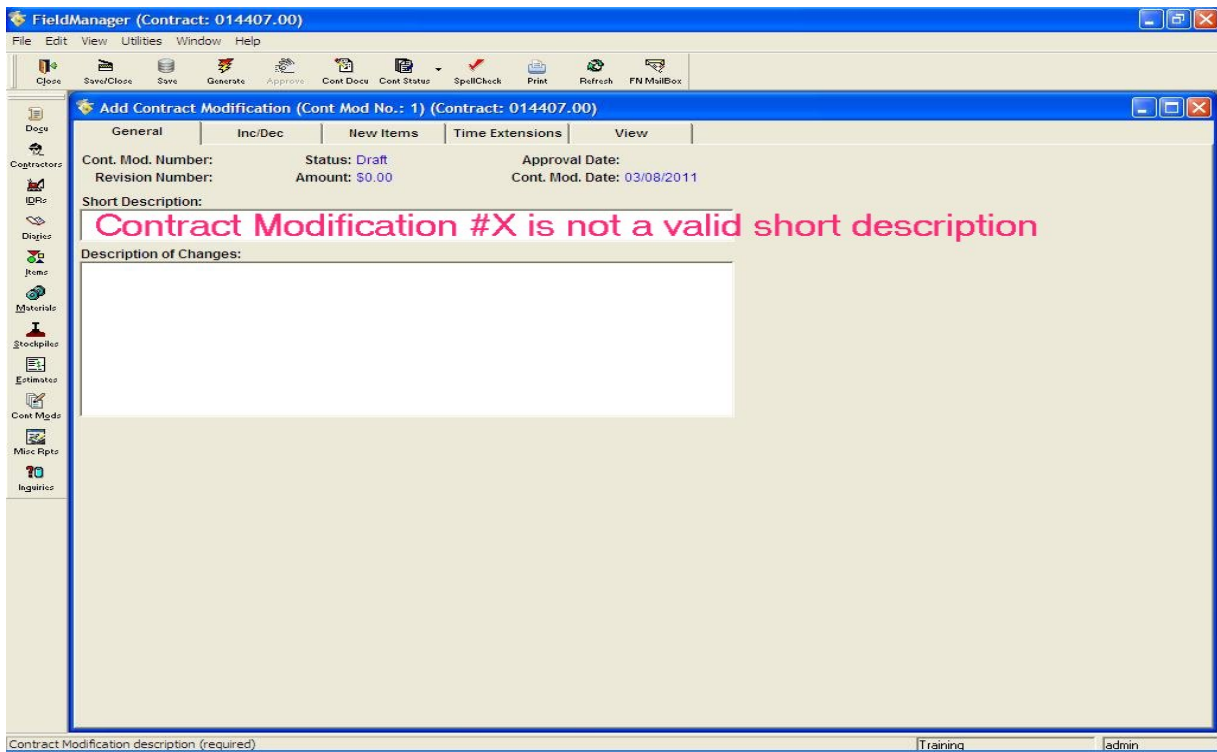 FieldManager (Contract: 014407.00)
File Edit View Utilities Window Help
Close Save/Close Save Generate Approve Cont Docu Cont Status SpellCheck Print Refresh FN MailBox
Add Contract Modification (Cont Mod No.: 1) (Contract: 014407.00)
General Inc/Dec New Items Time Extensions View
Cont. Mod. Number: Status: Draft Approval Date:
Revision Number: Amount: $0.00 Cont. Mod. Date: 03/08/2011
Short Description:
Contract Modification #X is not a valid short description
Description of Changes:
Docu
Contractors
IDRs
Diaries
Items
Materials
Stockpiles
Estimates
Cont Mods
Misc Rpts
Inquiries
Contract Modification description (required) Training admin